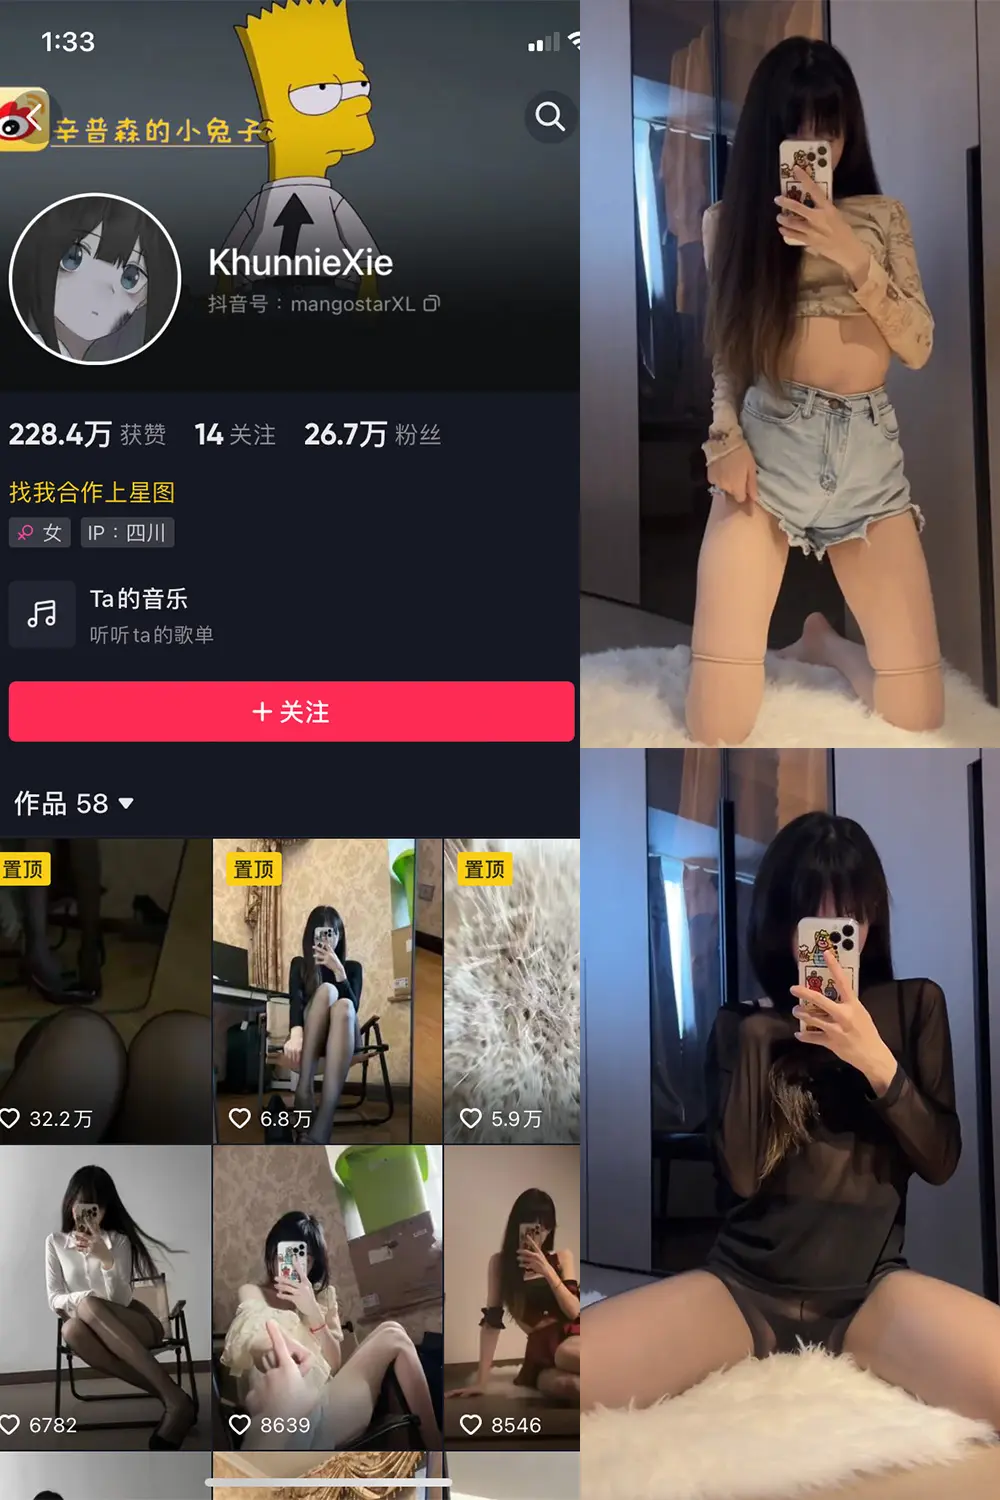 1:33
辛普森的小兔子
KhunnieXie
抖音号：mangostarXL
228.4万 获赞 14 关注 26.7万 粉丝
找我合作上星图
女 IP：四川
Ta的音乐
听听ta的歌单
+ 关注
作品 58
置顶 置顶 置顶
32.2万 6.8万 5.9万
6782 8639 8546